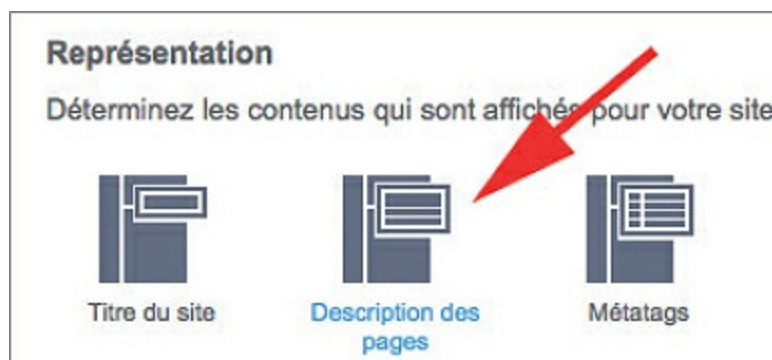 Représentation
Déterminez les contenus qui sont affichés pour votre site
Titre du site
Description des
pages
Métatags